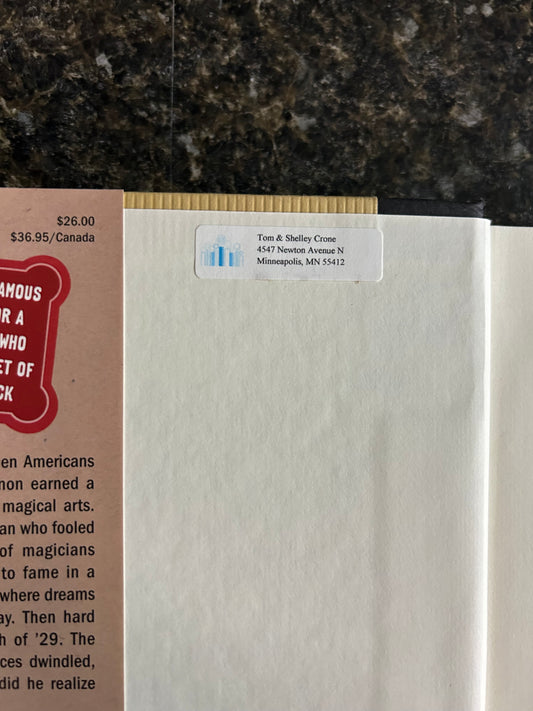 $26.00
$36.95/Canada
AMOUS
R A
WHO
ET OF
CK
en Americans
non earned a
magical arts.
an who fooled
of magicians
to fame in a
where dreams
ay. Then hard
h of ’29. The
ces dwindled,
did he realize
Tom & Shelley Crone
4547 Newton Avenue N
Minneapolis, MN 55412